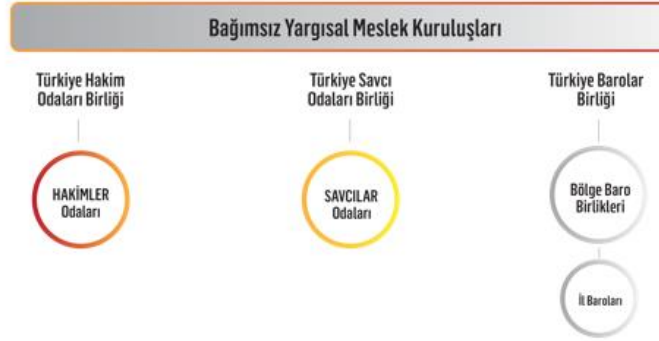 Bağımsız Yargısal Meslek Kuruluşları
Türkiye Hakim
Odaları Birliği
HAKİMLER
Odaları
Türkiye Savcı
Odaları Birliği
SAVCILAR
Odaları
Türkiye Barolar
Birliği
Bölge Baro
Birlikleri
İl Baroları